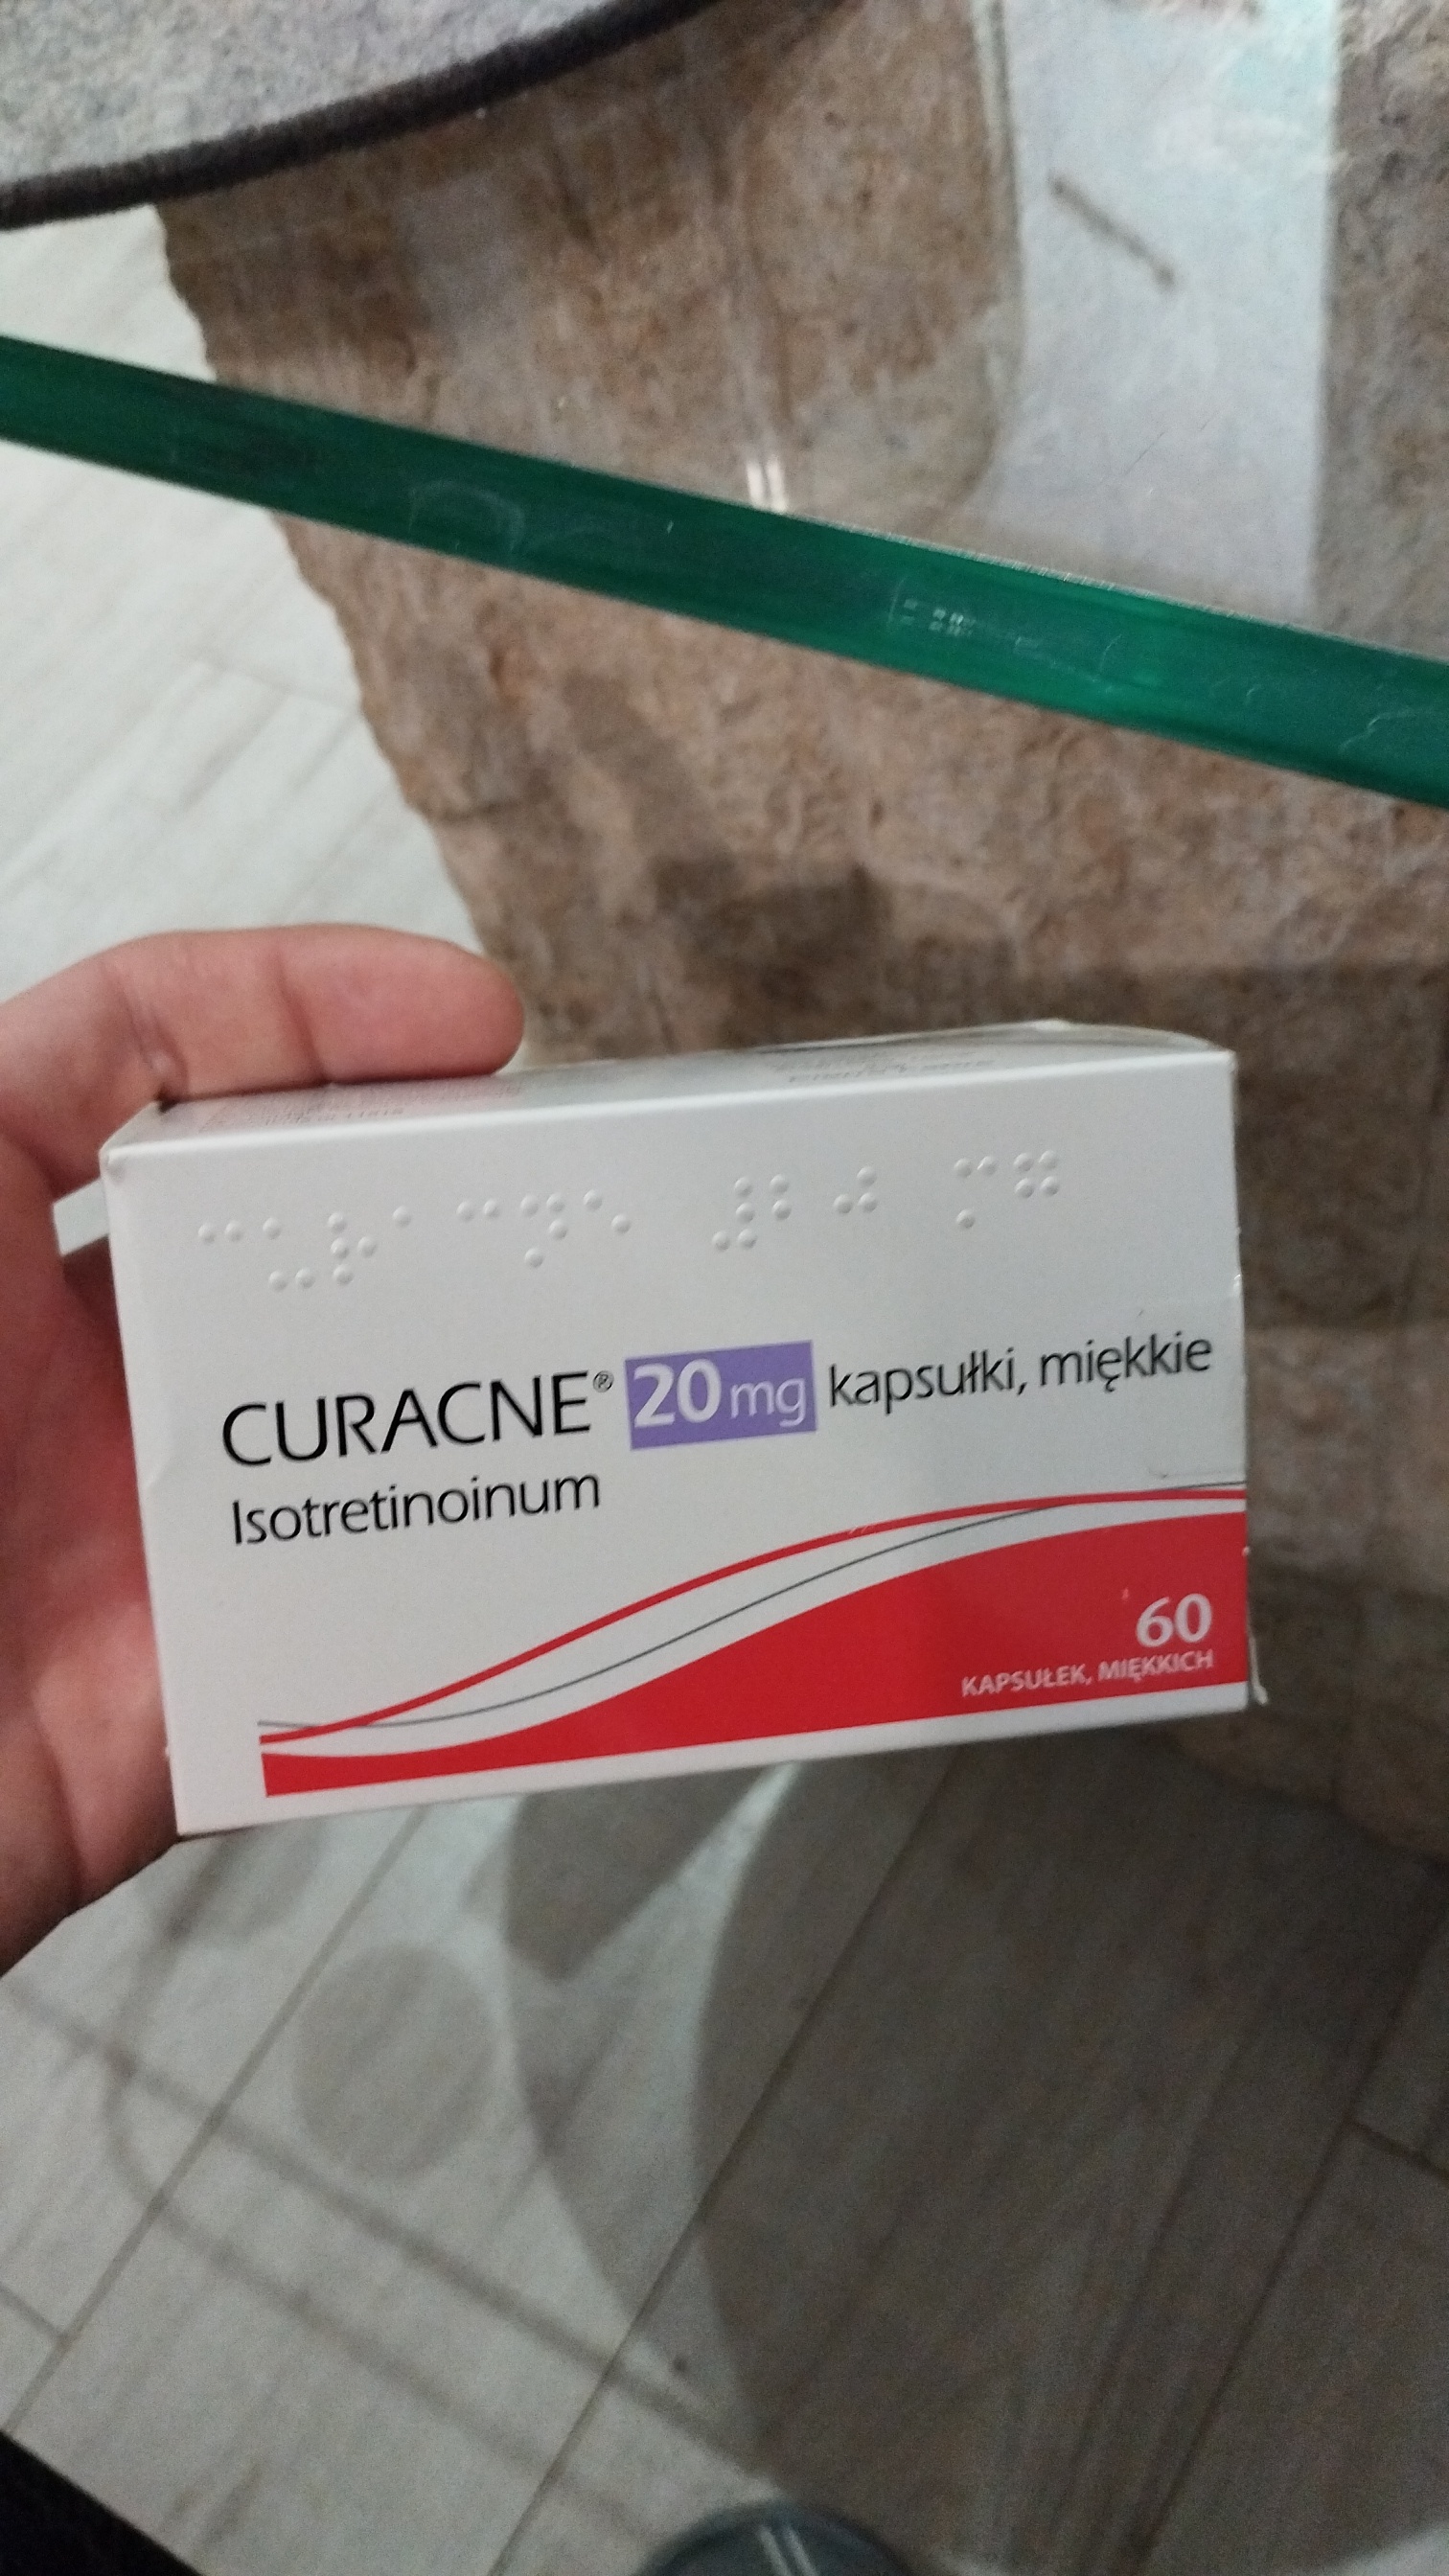 CURACNE® 20 mg kapsułki, miękkie
Isotretinoinum
60
KAPSUŁEK, MIĘKKICH